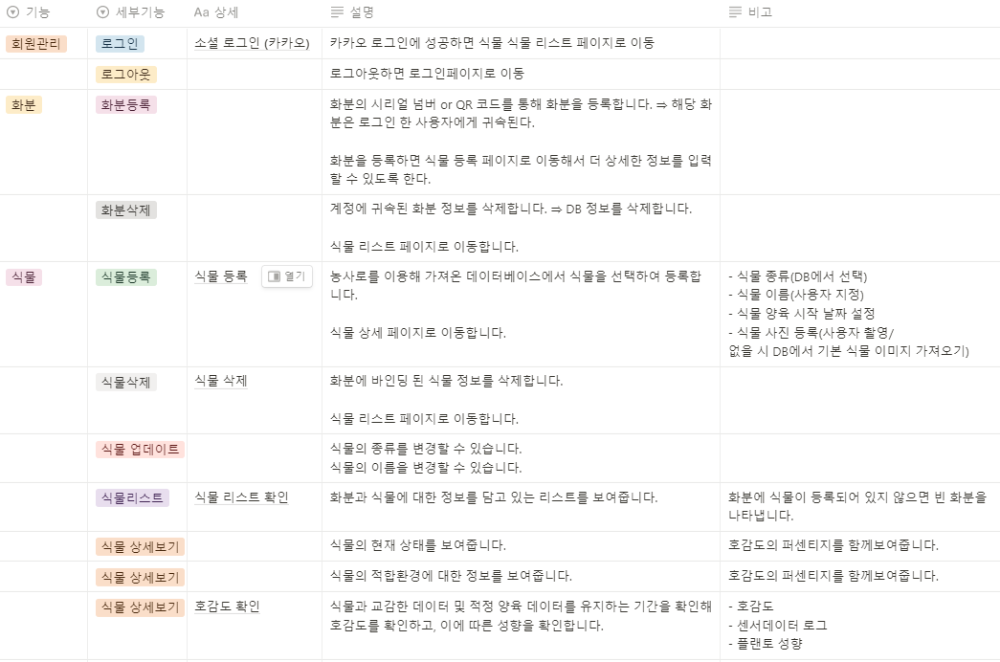 기능 세부기능 Aa 상세 설명 비고
회원관리 로그인 소셜 로그인 (카카오) 카카오 로그인에 성공하면 식물 식물 리스트 페이지로 이동
로그아웃 로그아웃하면 로그인페이지로 이동
화분 화분등록 화분의 시리얼 넘버 or QR 코드를 통해 화분을 등록합니다. ⇒ 해당 화
분은 로그인 한 사용자에게 귀속된다.
화분을 등록하면 식물 등록 페이지로 이동해서 더 상세한 정보를 입력
할 수 있도록 한다.
화분삭제 계정에 귀속된 화분 정보를 삭제합니다. ⇒ DB 정보를 삭제합니다.
식물 리스트 페이지로 이동합니다.
식물 식물등록 식물 등록 열기 농사로를 이용해 가져온 데이터베이스에서 식물을 선택하여 등록합
니다.
식물 상세 페이지로 이동합니다.
- 식물 종류(DB에서 선택)
- 식물 이름(사용자 지정)
- 식물 양육 시작 날짜 설정
- 식물 사진 등록(사용자 촬영/
없을 시 DB에서 기본 식물 이미지 가져오기)
식물삭제 식물 삭제 화분에 바인딩 된 식물 정보를 삭제합니다.
식물 리스트 페이지로 이동합니다.
식물 업데이트 식물의 종류를 변경할 수 있습니다.
식물의 이름을 변경할 수 있습니다.
식물리스트 식물 리스트 확인 화분과 식물에 대한 정보를 담고 있는 리스트를 보여줍니다.
화분에 식물이 등록되어 있지 않으면 빈 화분을
나타냅니다.
식물 상세보기 식물의 현재 상태를 보여줍니다. 호감도의 퍼센티지를 함께보여줍니다.
식물 상세보기 식물의 적합환경에 대한 정보를 보여줍니다. 호감도의 퍼센티지를 함께보여줍니다.
식물 상세보기 호감도 확인 식물과 교감한 데이터 및 적정 양육 데이터를 유지하는 기간을 확인해
호감도를 확인하고, 이에 따른 성향을 확인합니다.
- 호감도
- 센서데이터 로그
- 플랜토 성향